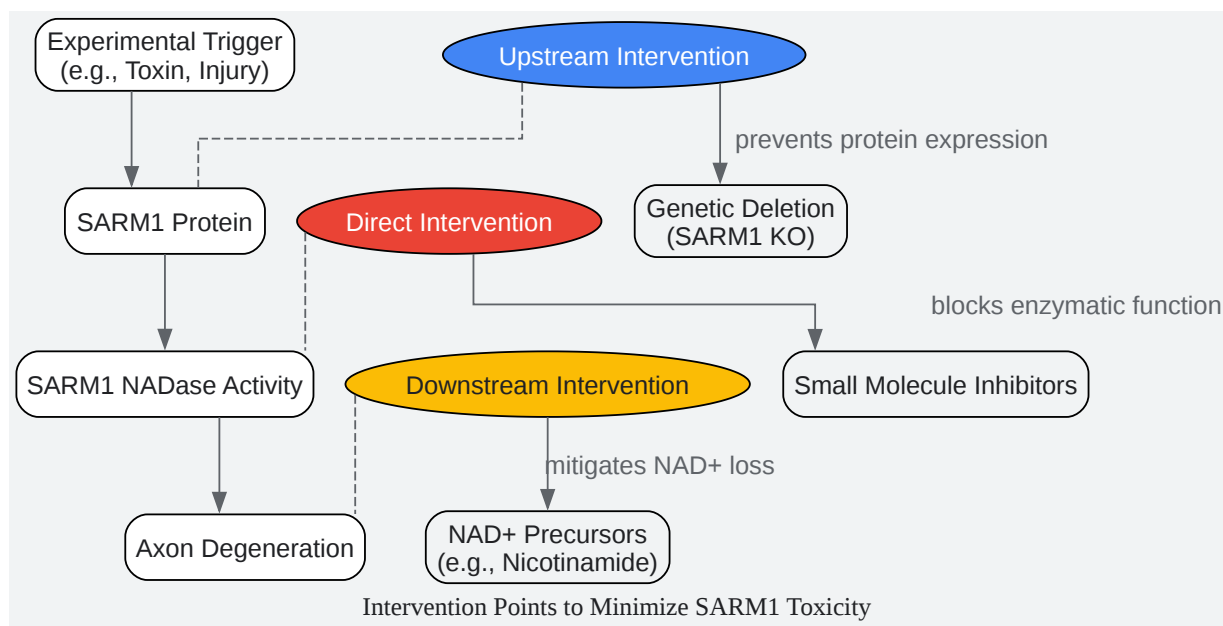 Experimental Trigger
(e.g., Toxin, Injury)
Upstream Intervention
prevents protein expression
SARM1 Protein
Direct Intervention
Genetic Deletion
(SARM1 KO)
blocks enzymatic function
SARM1 NADase Activity
Downstream Intervention
Small Molecule Inhibitors
mitigates NAD+ loss
Axon Degeneration
NAD+ Precursors
(e.g., Nicotinamide)
Intervention Points to Minimize SARM1 Toxicity